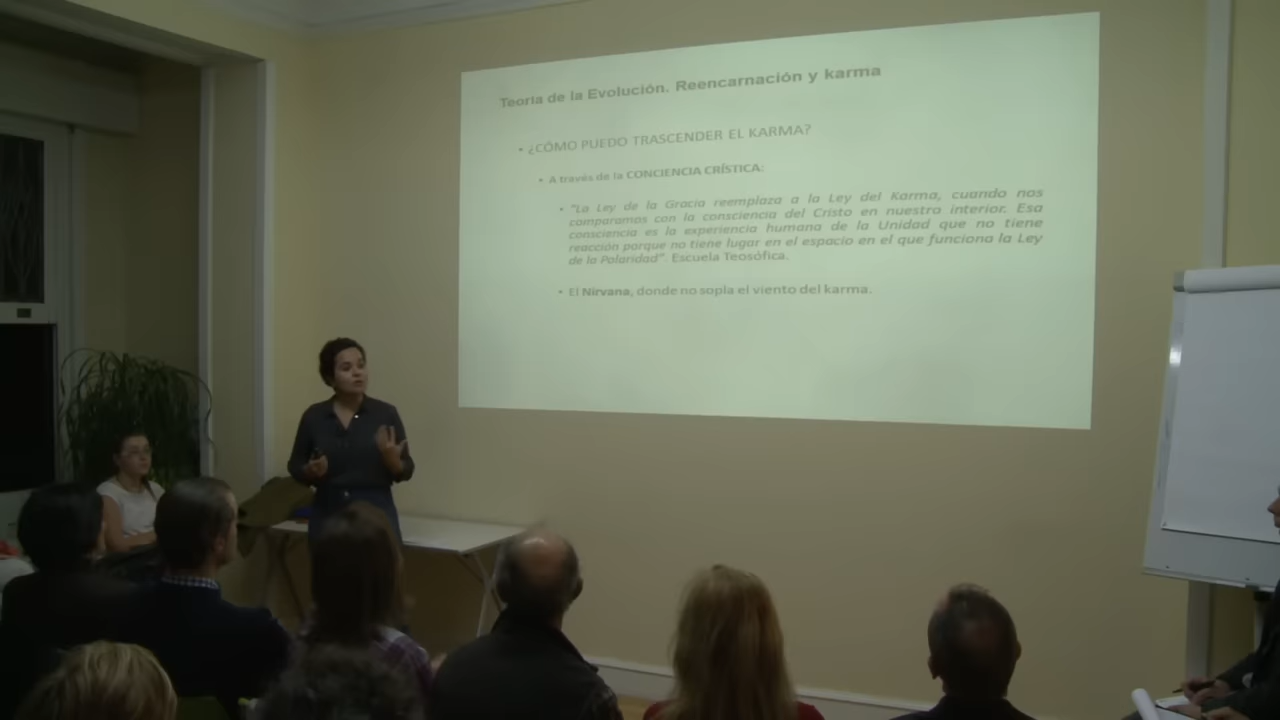 Teoria de la Evolución. Reencarnación y karma
• ¿CÓMO PUEDO TRASCENDER EL KARMA?
• A través de la CONCIENCIA CRÍSTICA:
• "La Ley de la Gracia reemplaza a la Ley del Karma, cuando nos
comparamos con la consciencia del Cristo en nuestro interior. Esa
consciencia es la experiencia humana de la Unidad que no tiene
reacción porque no tiene lugar en el espacio en el que funciona la Ley
de la Polaridad". Escuela Teosófica.
• El Nirvana, donde no sopla el viento del karma.